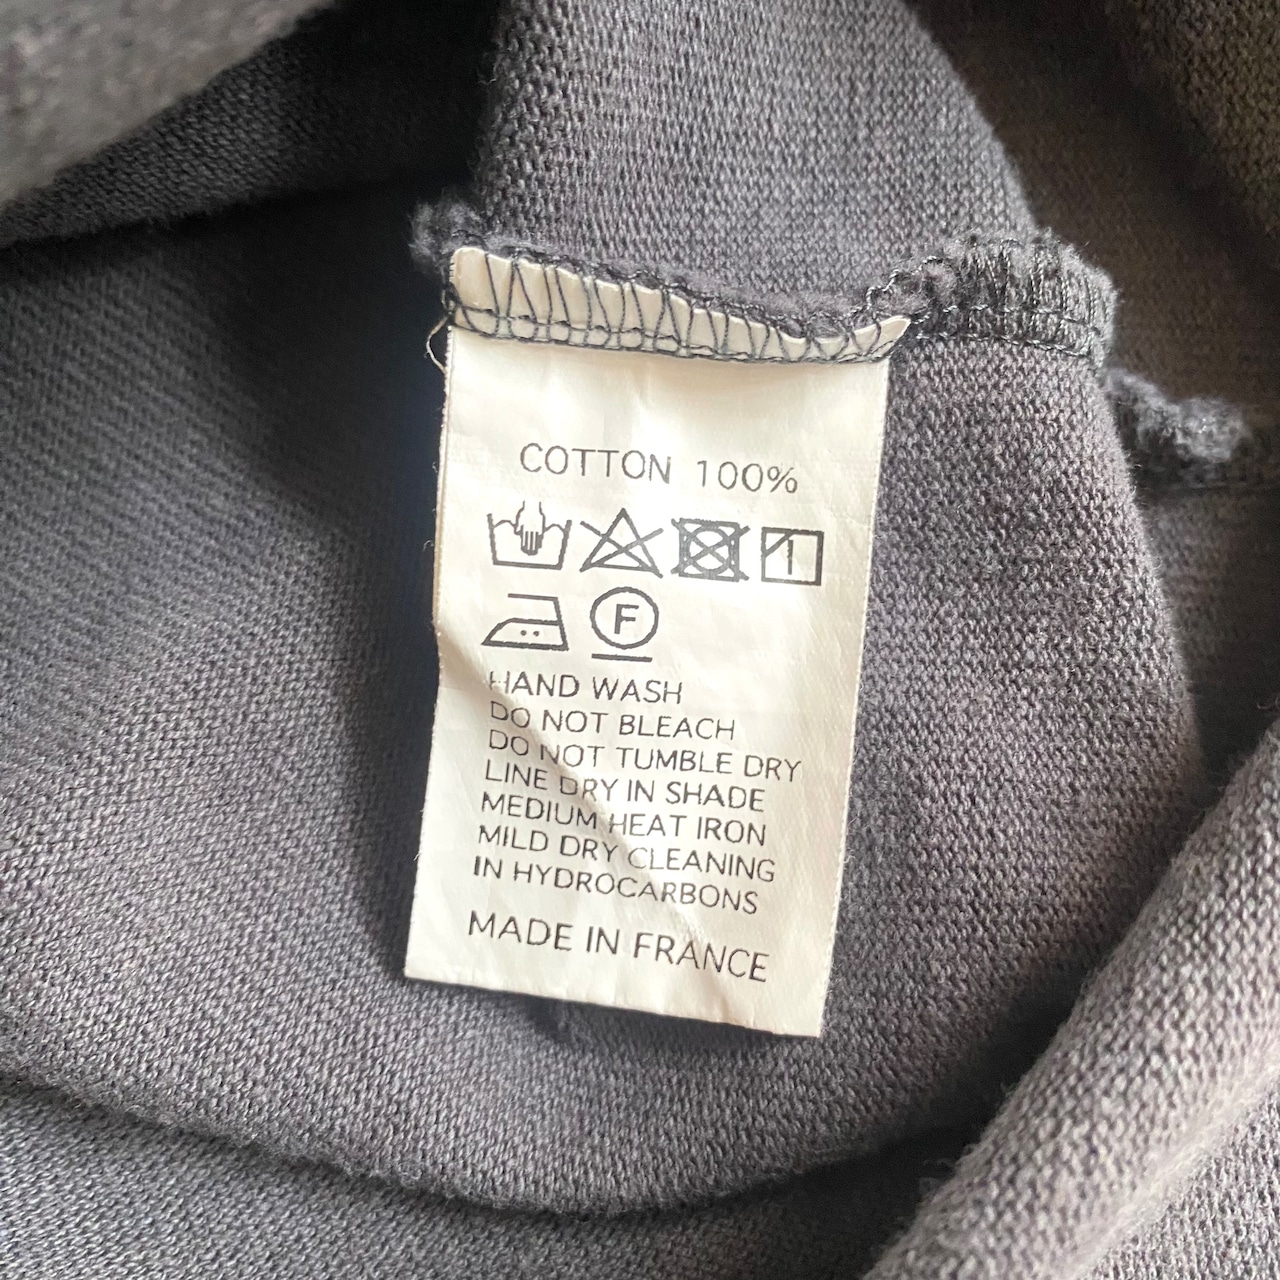 COTTON 100%
F
HAND WASH
DO NOT BLEACH
DO NOT TUMBLE DRY
LINE DRY IN SHADE
MEDIUM HEAT IRON
MILD DRY CLEANING
IN HYDROCARBONS
MADE IN FRANCE